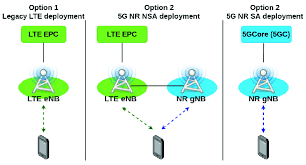 Option 1
Legacy LTE deployment
LTE EPC
LTE eNB
Option 2
5G NR NSA deployment
LTE EPC
LTE eNB
NR gNB
Option 2
5G NR SA deployment
5GCore (5GC)
NR gNB